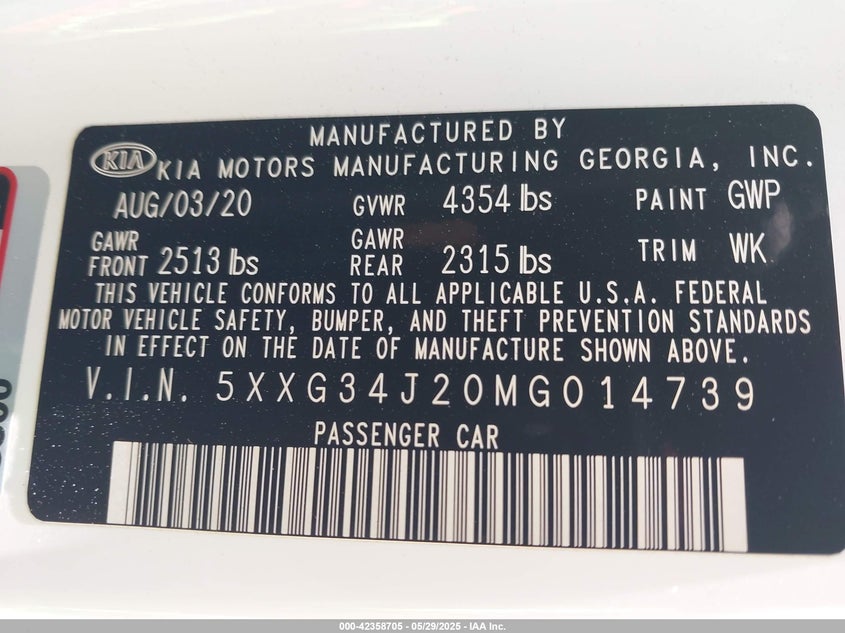 MANUFACTURED BY
KIA KIA MOTORS MANUFACTURING GEORGIA, INC.
AUG/03/20 GVWR 4354 lbs PAINT GWP
GAWR FRONT 2513 lbs GAWR REAR 2315 lbs TRIM WK
THIS VEHICLE CONFORMS TO ALL APPLICABLE U.S.A. FEDERAL
MOTOR VEHICLE SAFETY, BUMPER, AND THEFT PREVENTION STANDARDS
IN EFFECT ON THE DATE OF MANUFACTURE SHOWN ABOVE.
V.I.N. 5XXG34J20MG014739
PASSENGER CAR
000-42358705 - 05/29/2025 - IAA Inc.